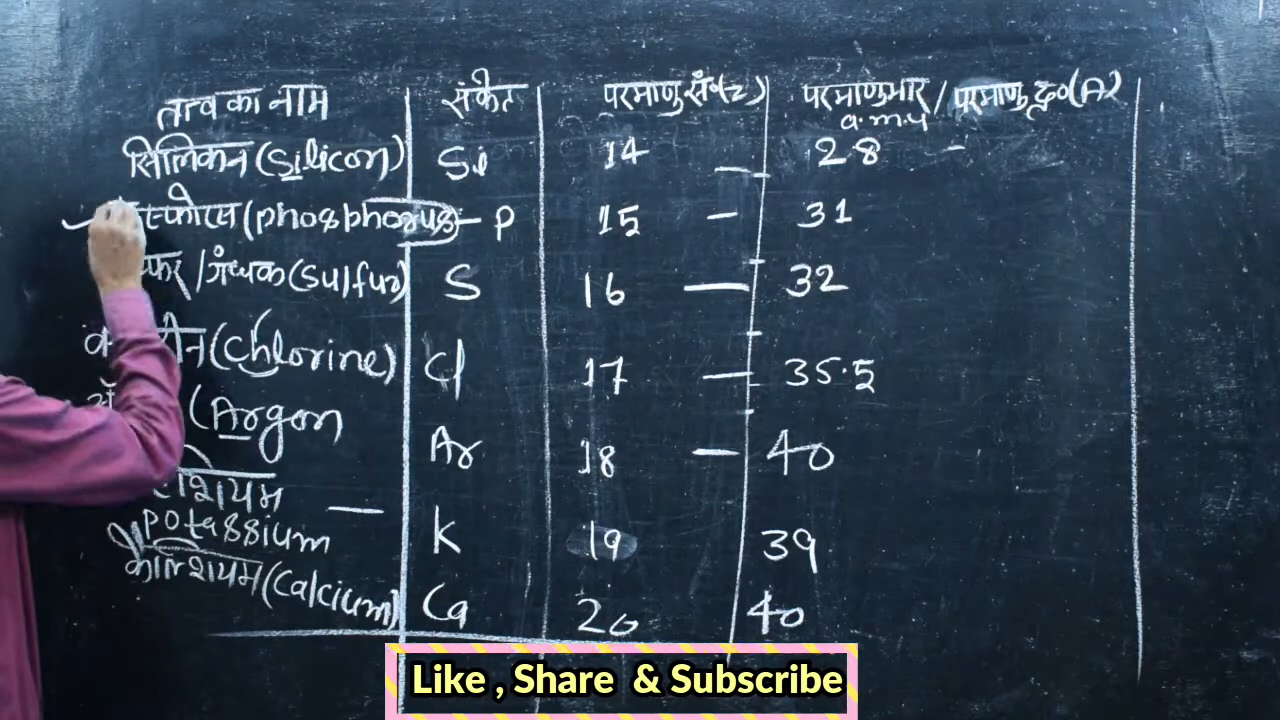 तत्व का नाम संकेत परमाणु सं॰(z) परमाणुभार / परमाणु द्र॰(A)
a.m.u
सिलिकन (Silicon) Si 14 — 28 -
(phosphorus) — P 15 — 31
/ गंधक (Sulfur) S 16 — 32
(Chlorine) Cl 17 — 35.5
(Argon Ar 18 — 40
potassium — K 19 39
कैल्शियम (Calcium) Ca 20 40
Like , Share & Subscribe